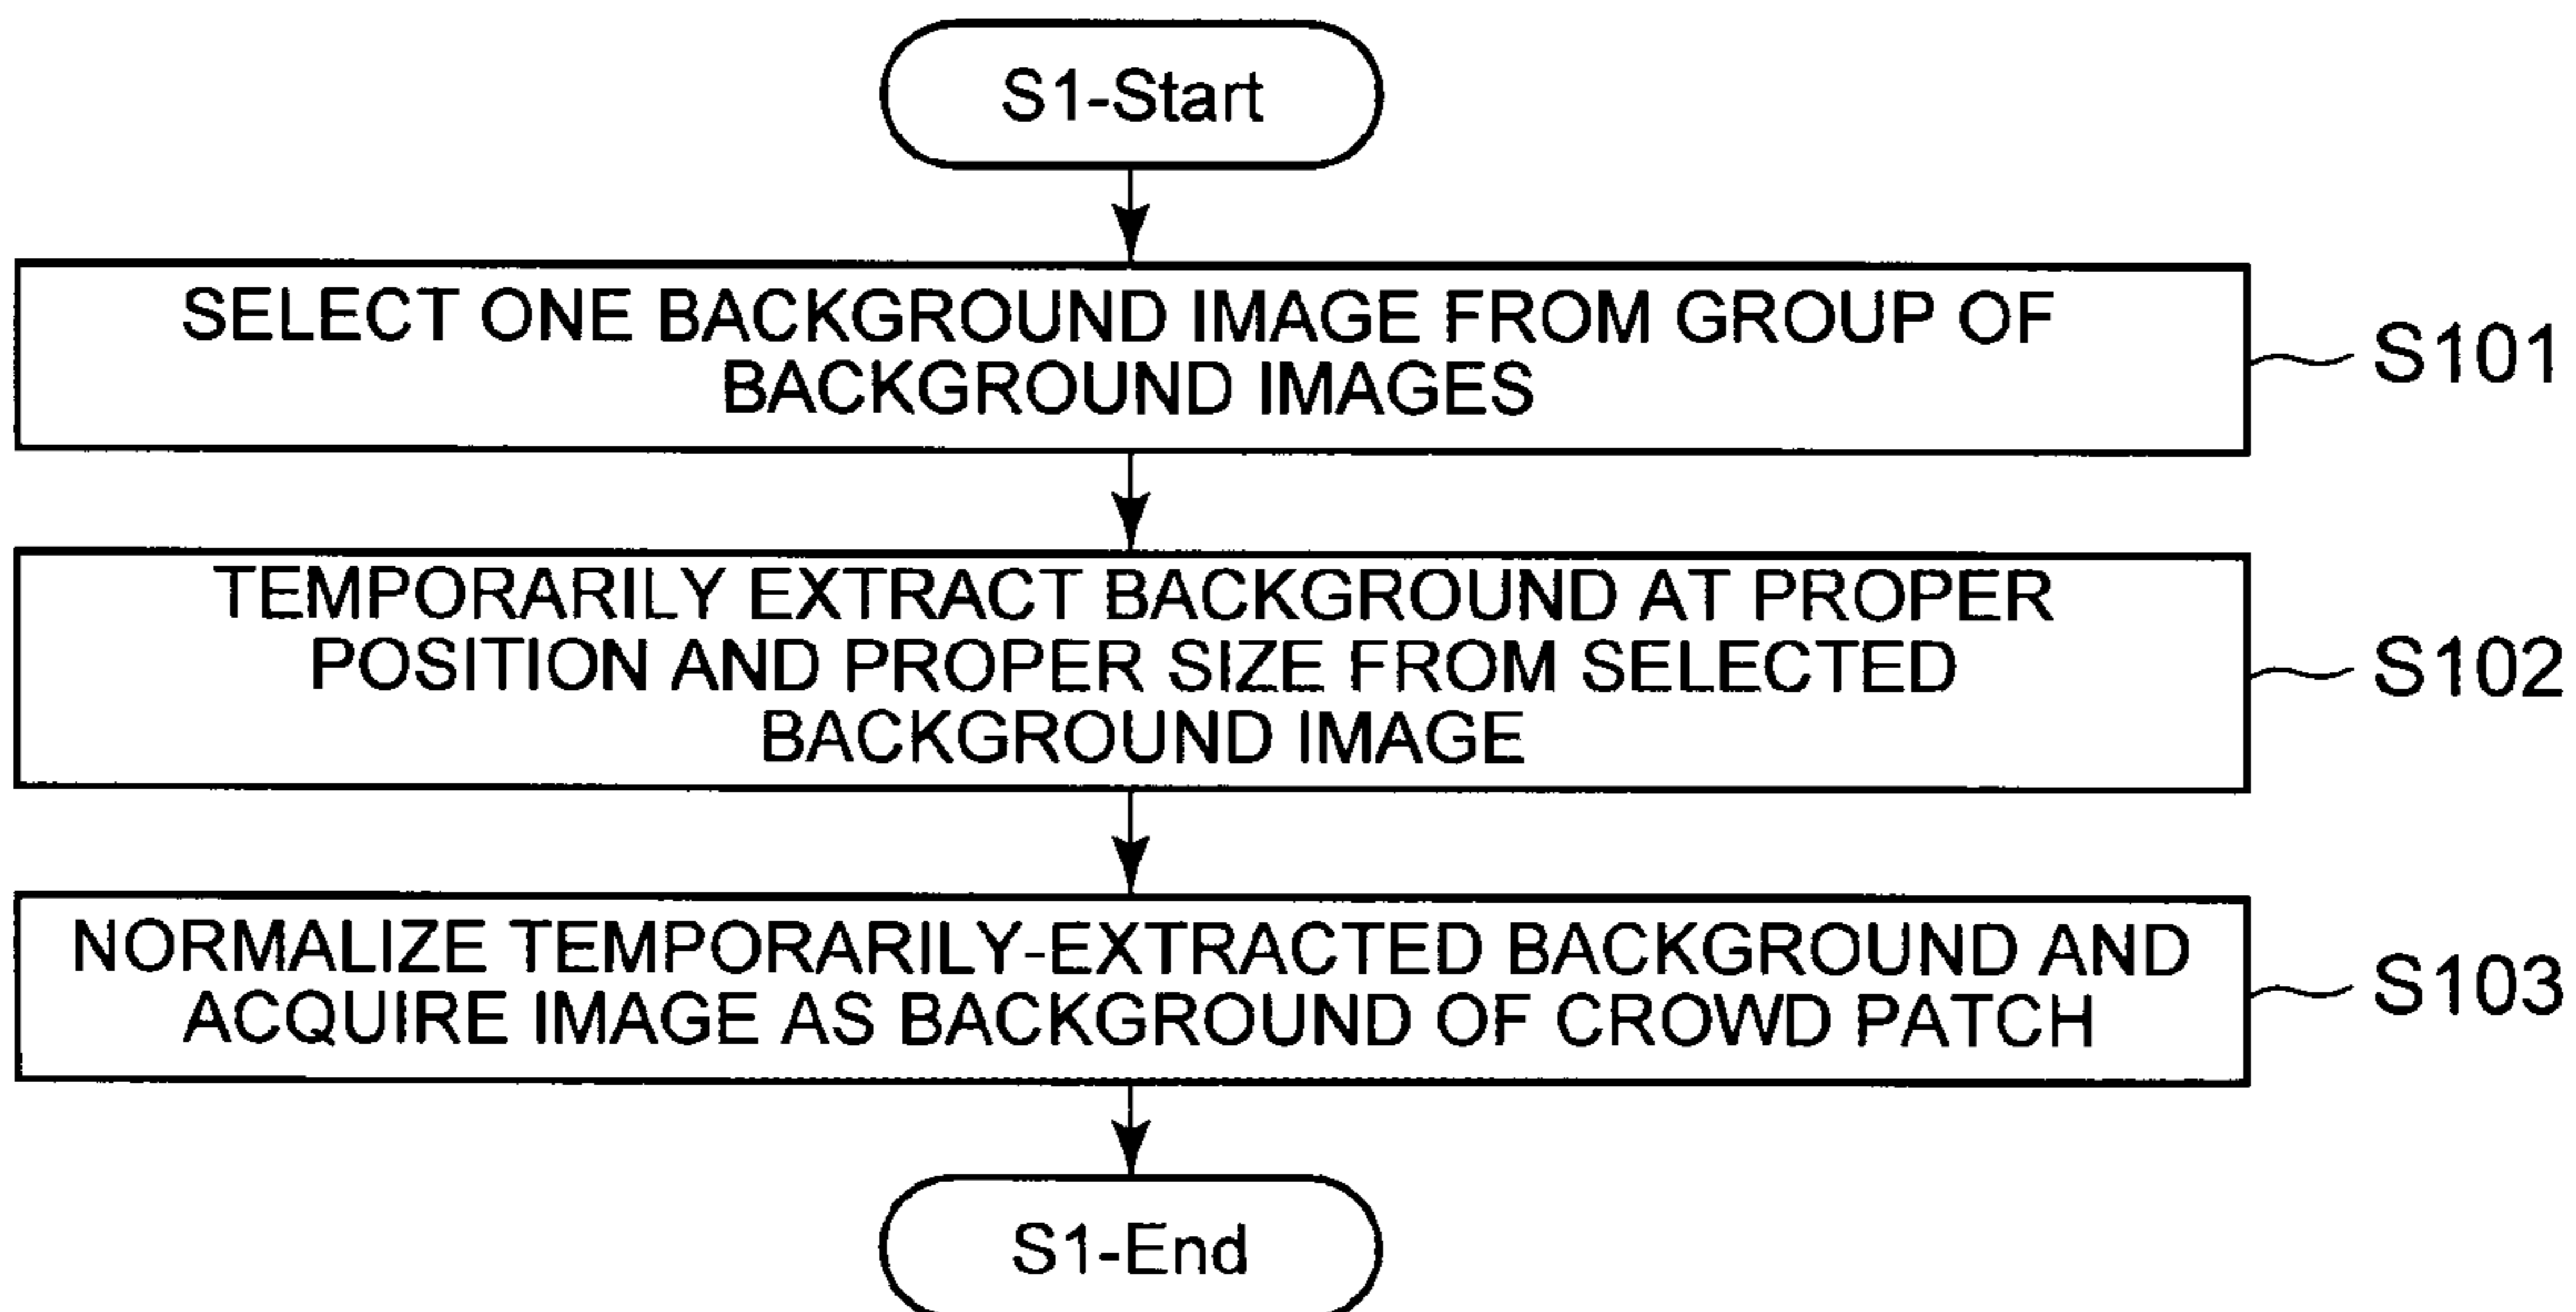 S1-Start
SELECT ONE BACKGROUND IMAGE FROM GROUP OF
BACKGROUND IMAGES
S101
TEMPORARILY EXTRACT BACKGROUND AT PROPER
POSITION AND PROPER SIZE FROM SELECTED
BACKGROUND IMAGE
S102
NORMALIZE TEMPORARILY-EXTRACTED BACKGROUND AND
ACQUIRE IMAGE AS BACKGROUND OF CROWD PATCH
S103
S1-End